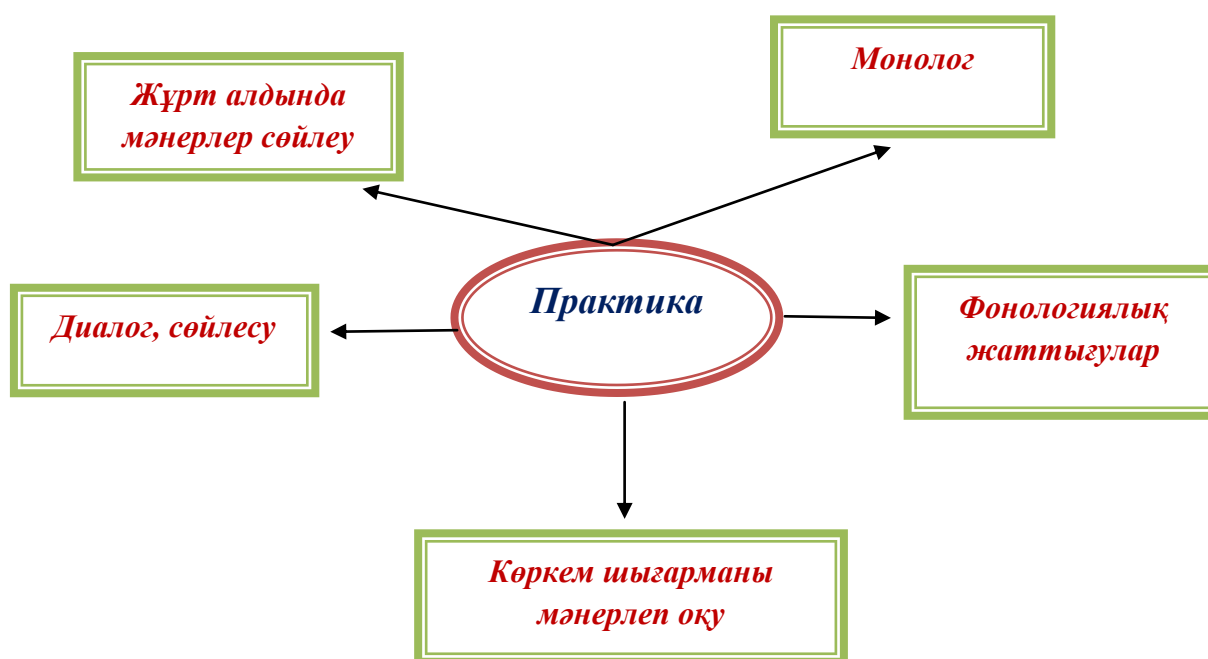 Жұрт алдында
мәнерлер сөйлеу
Монолог
Практика
Диалог, сөйлесу
Фонологиялық
жаттығулар
Көркем шығарманы
мәнерлеп оқу